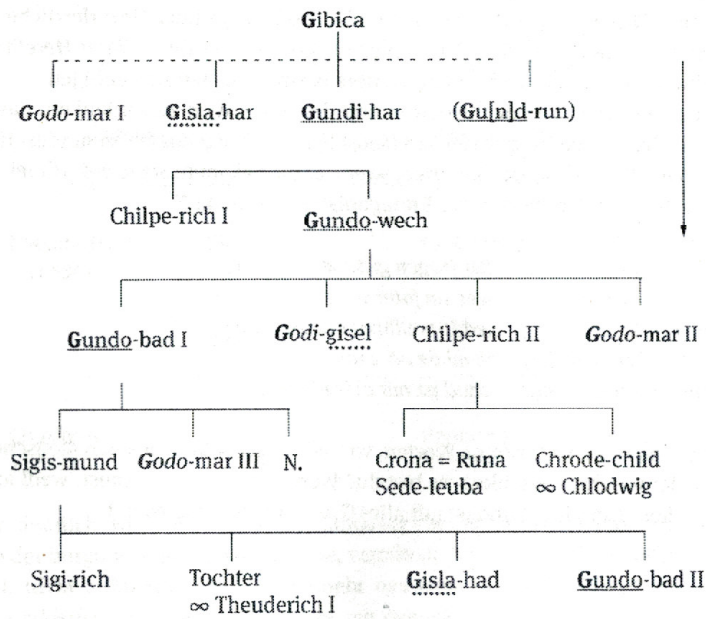 Gibica
Godo-mar I Gisla-har Gundi-har (Gu[n]d-run)
Chilpe-rich I Gundo-wech
Gundo-bad I Godi-gisel Chilpe-rich II Godo-mar II
Sigis-mund Godo-mar III N. Crona = Runa Chrode-child
Sede-leuba ∞ Chlodwig
Sigi-rich Tochter Gisla-had Gundo-bad II
∞ Theuderich I